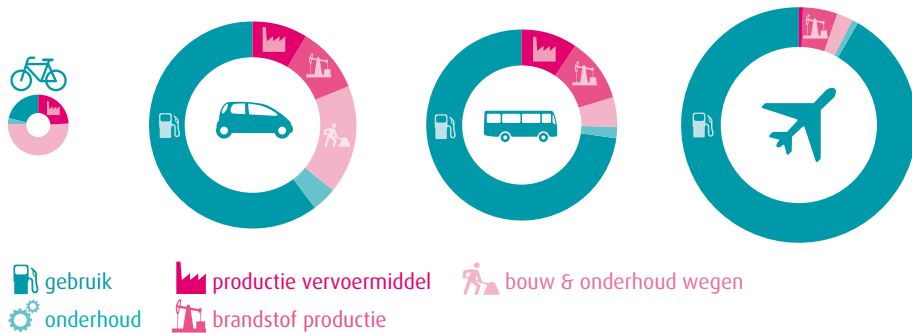 gebruik
productie vervoermiddel
bouw & onderhoud wegen
onderhoud
brandstof productie